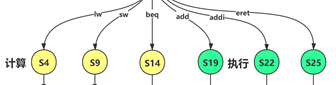 lw sw beq add addi eret
计算 S4 S9 S14 S19 执行 S22 S25